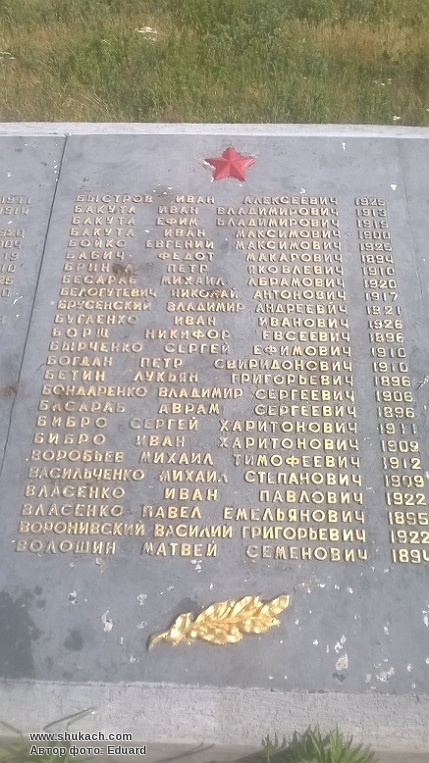 БЫСТРОВ ИВАН АЛЕКСЕЕВИЧ 1925
БАКУТА ИВАН ВЛАДИМИРОВИЧ 1913
БАКУТА ЕФИМ ВЛАДИМИРОВИЧ 1919
БАКУТА ИВАН МАКСИМОВИЧ 1900
БОЙКО ЕВГЕНИЙ МАКСИМОВИЧ 1925
БАБИЧ ФЕДОТ МАКАРОВИЧ 1894
ПЕТР ЯКОВЛЕВИЧ 1910
БЕСАРАБ МИХАИЛ АБРАМОВИЧ 1920
БЕЛОКУТЕВИЧ НИКОЛАЙ АНТОНОВИЧ 1917
БРУСЕНСКИЙ ВЛАДИМИР АНДРЕЕВИЧ 1921
БУГЛЕНКО ИВАН ИВАНОВИЧ 1926
БОРЩ НИКИФОР ЕВСЕЕВИЧ 1896
БЫРЧЕНКО СЕРГЕЙ ЕФИМОВИЧ 1910
БОГДАН ПЕТР СВИРИДОНОВИЧ 1910
БЕТИН ЛУКЬЯН ГРИГОРЬЕВИЧ 1896
БОНДАРЕНКО ВЛАДИМИР СЕРГЕЕВИЧ 1906
БАСАРАБ АВРАМ СЕРГЕЕВИЧ 1896
БИБРО СЕРГЕЙ ХАРИТОНОВИЧ 1911
БИБРО ИВАН ХАРИТОНОВИЧ 1909
ВОРОБЬЕВ МИХАИЛ ТИМОФЕЕВИЧ 1912
ВАСИЛЬЧЕНКО МИХАИЛ СТЕПАНОВИЧ 1909
ВЛАСЕНКО ИВАН ПАВЛОВИЧ 1922
ВЛАСЕНКО ПАВЕЛ ЕМЕЛЬЯНОВИЧ 1895
ВОРОНИВСКИЙ ВАСИЛИЙ ГРИГОРЬЕВИЧ 1922
ВОЛОШИН МАТВЕЙ СЕМЕНОВИЧ 1894
www.shukach.com
Автор фото: Eduard